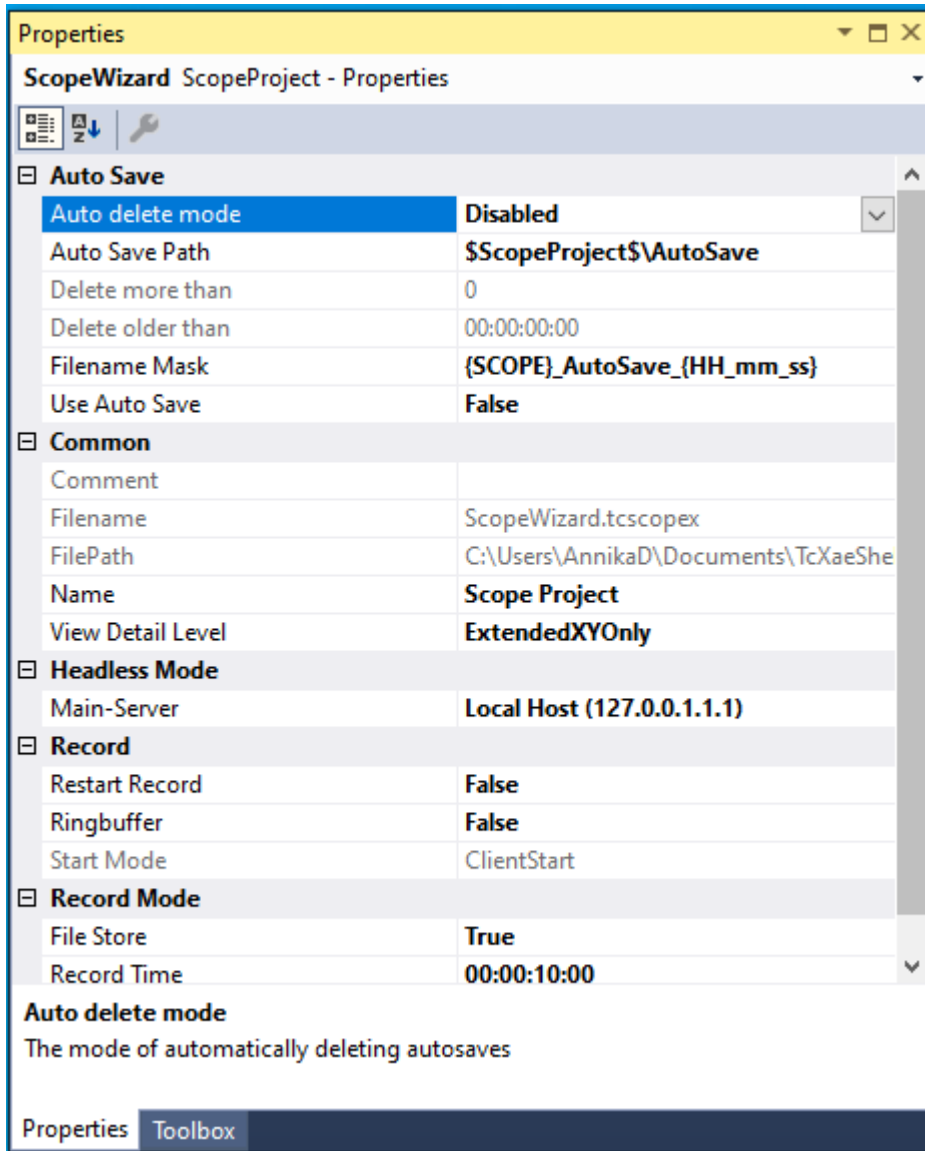 Properties
ScopeWizard ScopeProject - Properties
Auto Save
Auto delete mode Disabled
Auto Save Path $ScopeProject$\AutoSave
Delete more than 0
Delete older than 00:00:00:00
Filename Mask {SCOPE}_AutoSave_{HH_mm_ss}
Use Auto Save False
Common
Comment
Filename ScopeWizard.tcscopex
FilePath C:\Users\AnnikaD\Documents\TcXaeShe
Name Scope Project
View Detail Level ExtendedXYOnly
Headless Mode
Main-Server Local Host (127.0.0.1.1.1)
Record
Restart Record False
Ringbuffer False
Start Mode ClientStart
Record Mode
File Store True
Record Time 00:00:10:00
Auto delete mode
The mode of automatically deleting autosaves
Properties Toolbox